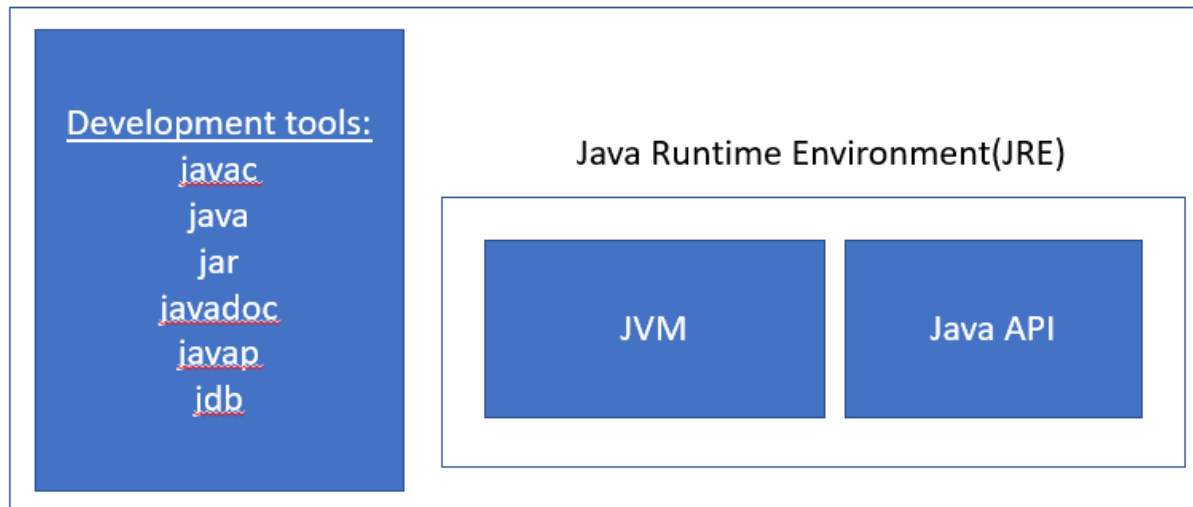 Development tools:
javac
java
jar
javadoc
javap
jdb
Java Runtime Environment(JRE)
JVM
Java API